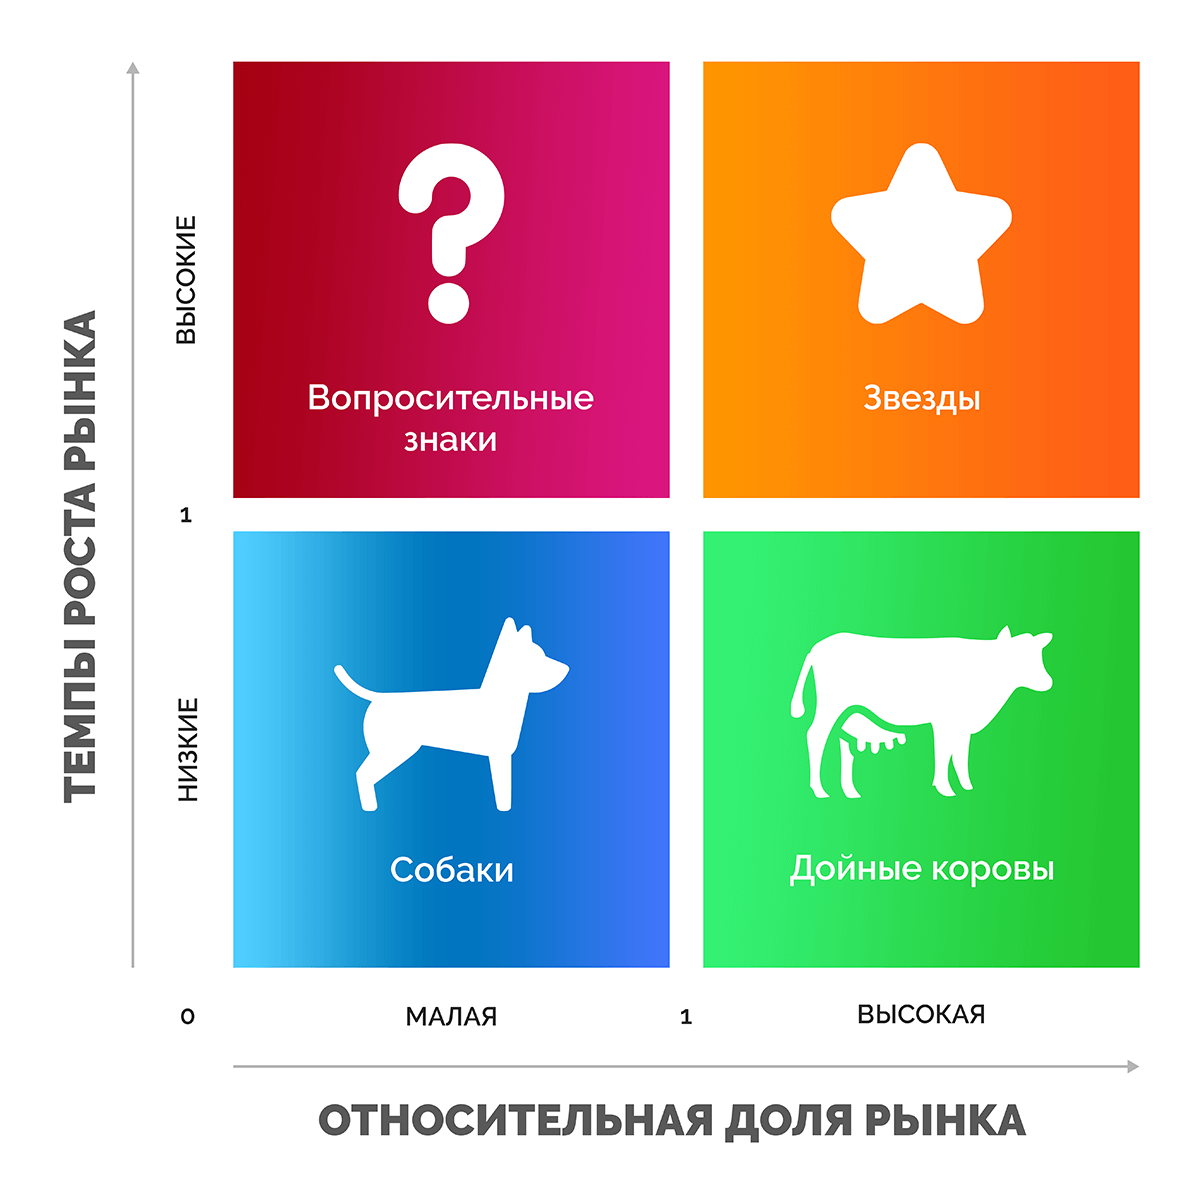 ТЕМПЫ РОСТА РЫНКА
ВЫСОКИЕ
Вопросительные
знаки
Звезды
1
НИЗКИЕ
Собаки
Дойные коровы
0
МАЛАЯ
1
ВЫСОКАЯ
ОТНОСИТЕЛЬНАЯ ДОЛЯ РЫНКА